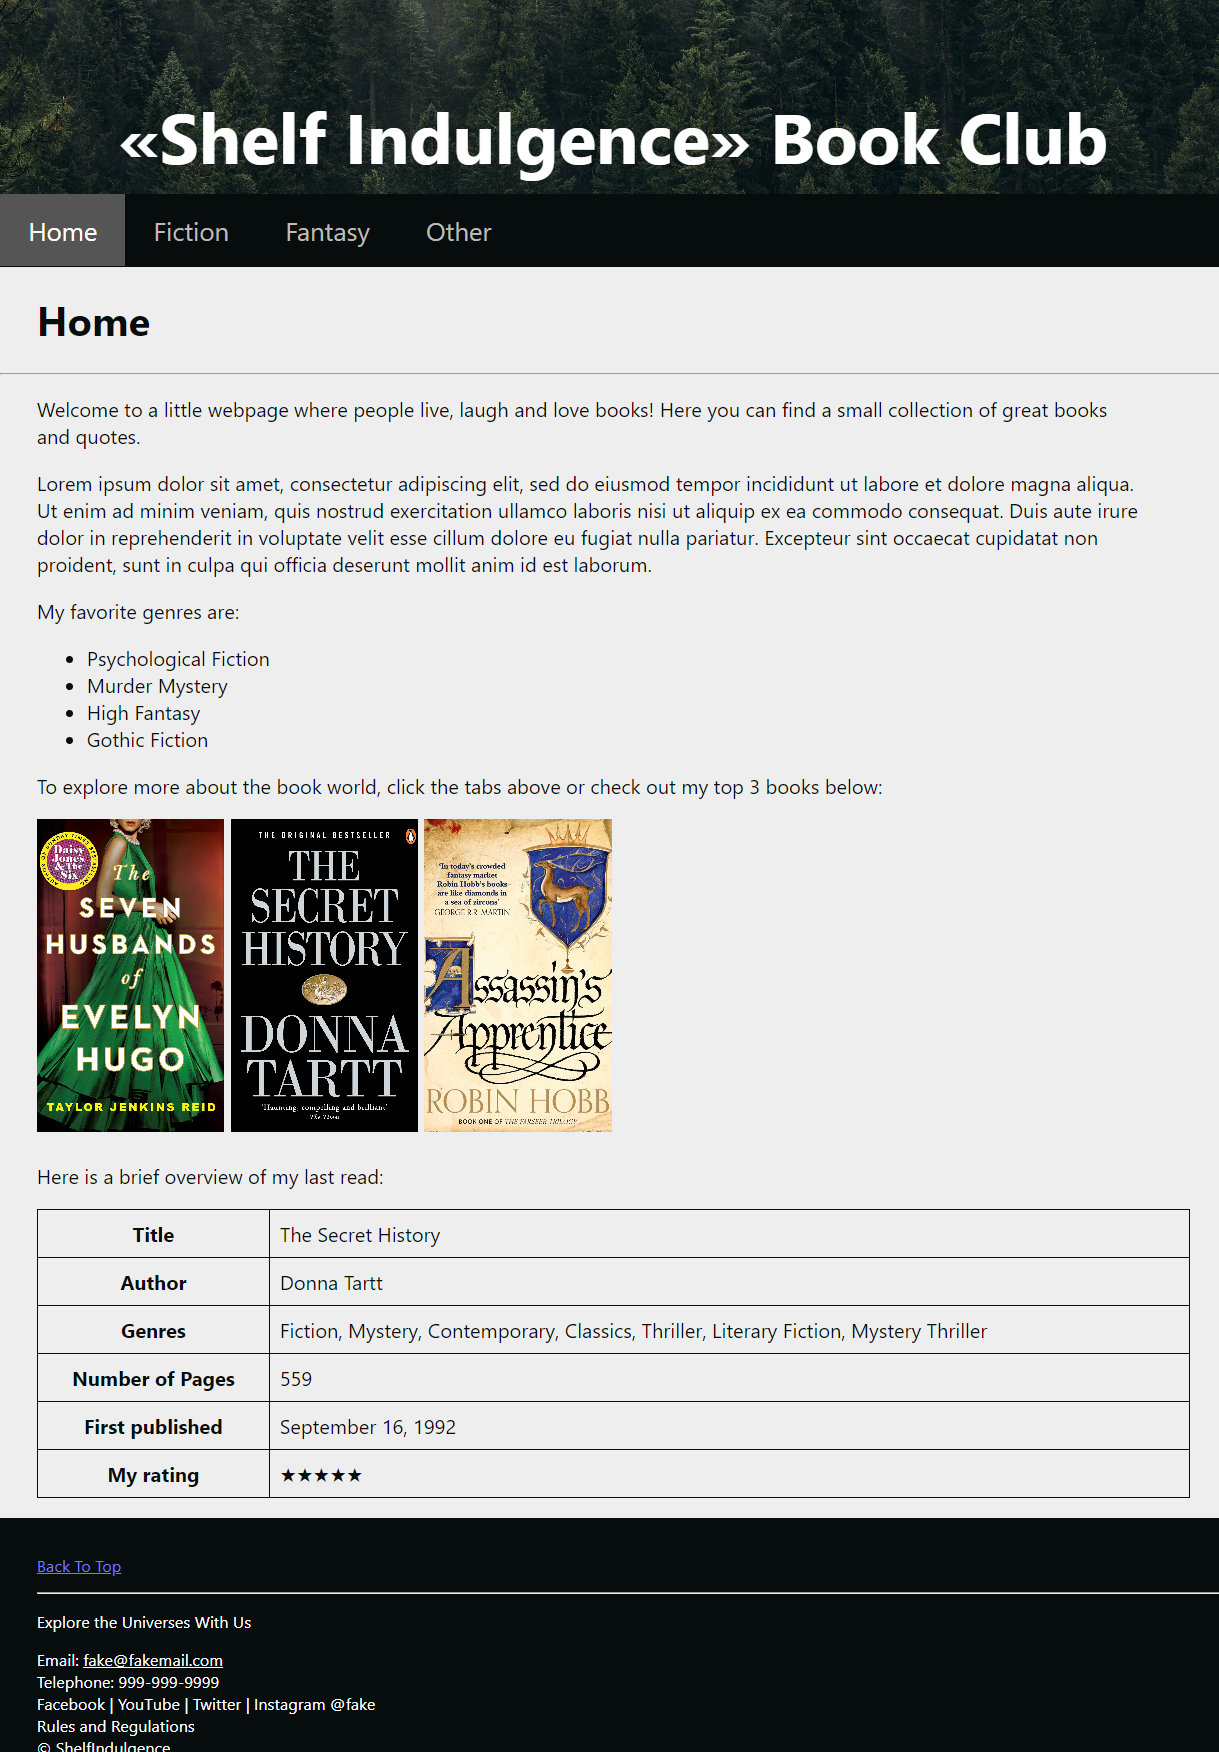 «Shelf Indulgence» Book Club
Home
Fiction
Fantasy
Other
Home
Welcome to a little webpage where people live, laugh and love books! Here you can find a small collection of great books
and quotes.
Lorem ipsum dolor sit amet, consectetur adipiscing elit, sed do eiusmod tempor incididunt ut labore et dolore magna aliqua.
Ut enim ad minim veniam, quis nostrud exercitation ullamco laboris nisi ut aliquip ex ea commodo consequat. Duis aute irure
dolor in reprehenderit in voluptate velit esse cillum dolore eu fugiat nulla pariatur. Excepteur sint occaecat cupidatat non
proident, sunt in culpa qui officia deserunt mollit anim id est laborum.
My favorite genres are:
• Psychological Fiction
• Murder Mystery
• High Fantasy
• Gothic Fiction
To explore more about the book world, click the tabs above or check out my top 3 books below:
Daisy
Jones
& The
Six
The
SEVEN
HUSBANDS
of
EVELYN
HUGO
TAYLOR JENKINS REID
THE ORIGINAL BESTSELLER
THE
SECRET
HISTORY
DONNA
TARTT
'Haunting, compelling and brilliant'
The Times
'In today's crowded
fantasy market
Robin Hobb's books
are like diamonds in
a sea of zircons'
GEORGE R.R. MARTIN
Assassin's
Apprentice
ROBIN HOBB
BOOK ONE OF THE FARSEER TRILOGY
Here is a brief overview of my last read:
Title The Secret History
Author Donna Tartt
Genres Fiction, Mystery, Contemporary, Classics, Thriller, Literary Fiction, Mystery Thriller
Number of Pages 559
First published September 16, 1992
My rating ★★★★★
Back To Top
Explore the Universes With Us
Email: fake@fakemail.com
Telephone: 999-999-9999
Facebook | YouTube | Twitter | Instagram @fake
Rules and Regulations
© ShelfIndulgence